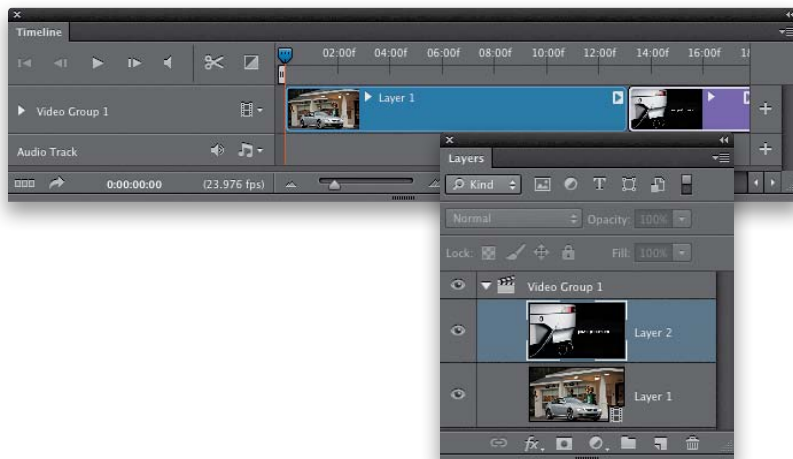 Timeline
02:00f 04:00f 06:00f 08:00f 10:00f 12:00f 14:00f 16:00f 18
Video Group 1
Layer 1
Audio Track
0:00:00:00 (23.976 fps)
Layers
Kind
Normal Opacity: 100%
Lock: Fill: 100%
Video Group 1
Layer 2
Layer 1
fx.